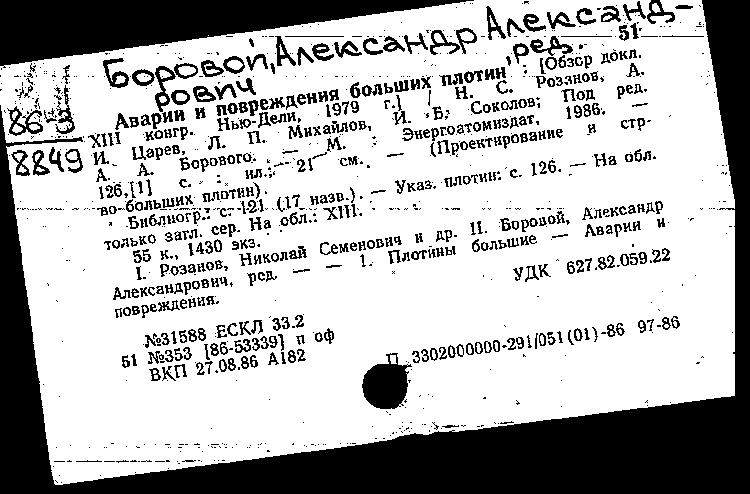 Боровой, Александр Александ-
рович, ред.
51
86-3
8849
Аварии и повреждения больших плотин : [Обзор докл.
XIII конгр. Нью-Дели, 1979 г.] / Н. С. Розанов, А.
И. Царев, Л. П. Михайлов, И. Б. Соколов; Под ред.
А. А. Борового. — М. : Энергоатомиздат, 1986. —
126,[1] с. : ил.; 21 см. — (Проектирование и стр-
во больших плотин).
Библиогр.: с. 121 (17 назв.). — Указ. плотин: с. 126. — На обл.
только загл. сер. На обл.: XIII.
55 к., 1430 экз.
I. Розанов, Николай Семенович и др. II. Боровой, Александр
Александрович, ред. — — 1. Плотины большие — Аварии и
повреждения.
УДК 627.82.059.22
№31588 ЕСКЛ 33.2
51 №353 [86-53339] п оф
ВКП 27.08.86 А182
П 3302000000-291/051(01)-86 97-86